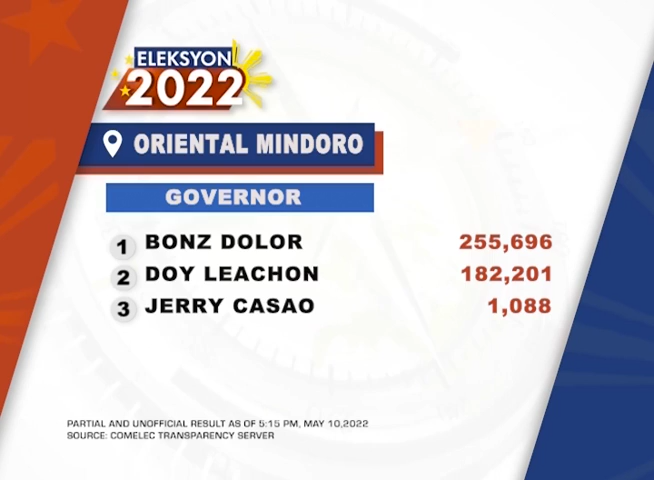 ELEKSYON
2022
ORIENTAL MINDORO
GOVERNOR
1 BONZ DOLOR 255,696
2 DOY LEACHON 182,201
3 JERRY CASAO 1,088
PARTIAL AND UNOFFICIAL RESULT AS OF 5:15 PM, MAY 10,2022
SOURCE: COMELEC TRANSPARENCY SERVER